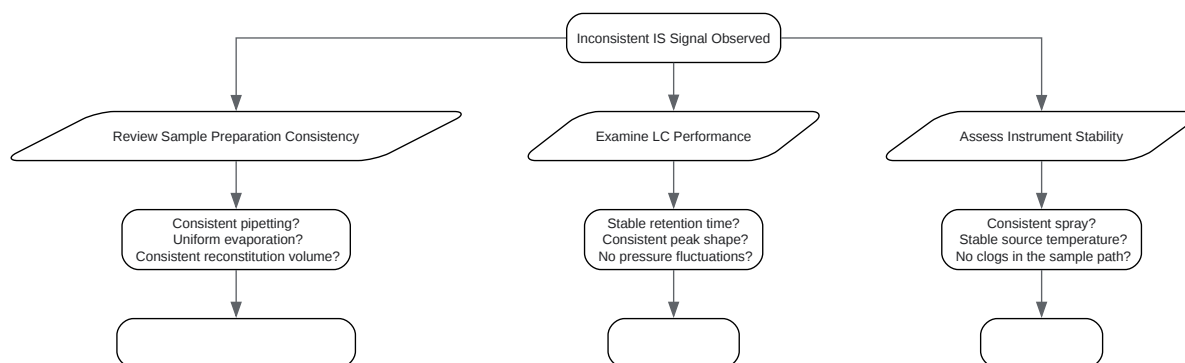 Inconsistent IS Signal Observed
Review Sample Preparation Consistency
Examine LC Performance
Assess Instrument Stability
Consistent pipetting?
Uniform evaporation?
Consistent reconstitution volume?
Stable retention time?
Consistent peak shape?
No pressure fluctuations?
Consistent spray?
Stable source temperature?
No clogs in the sample path?